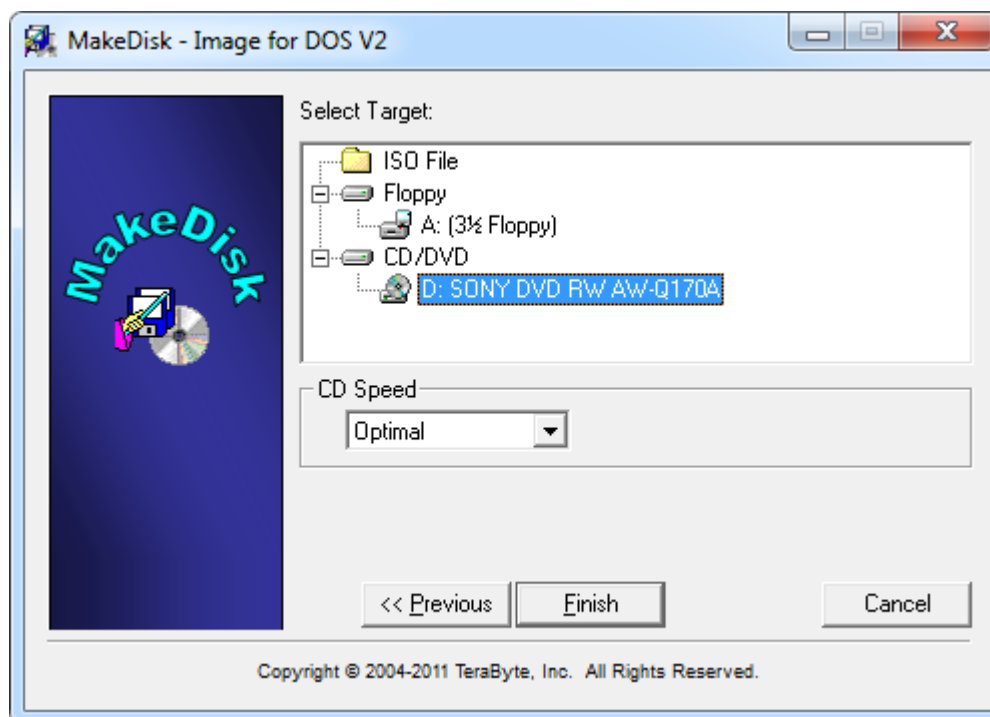 MakeDisk - Image for DOS V2
Select Target:
ISO File
Floppy
A: (3½ Floppy)
CD/DVD
D: SONY DVD RW AW-Q170A
MakeDisk
CD Speed
Optimal
<< Previous
Finish
Cancel
Copyright © 2004-2011 TeraByte, Inc. All Rights Reserved.